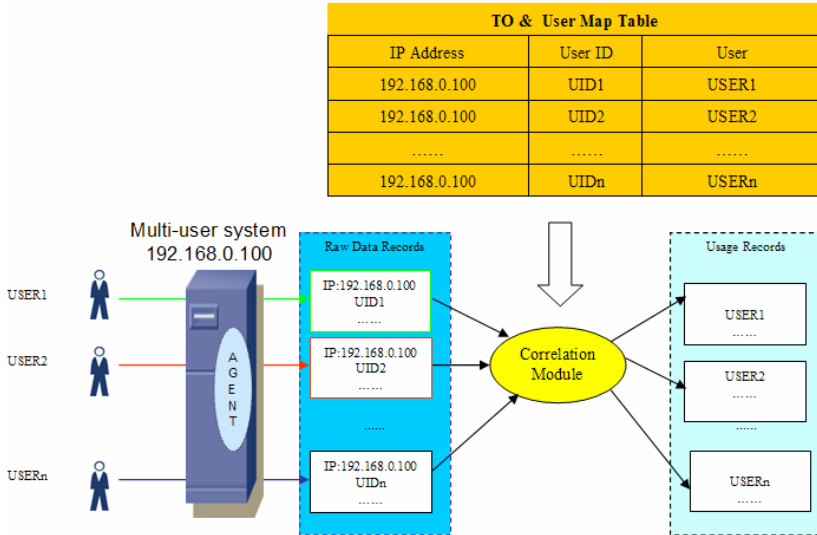 TO & User Map Table
IP Address User ID User
192.168.0.100 UID1 USER1
192.168.0.100 UID2 USER2
...... ...... ......
192.168.0.100 UIDn USERn
Multi-user system
192.168.0.100
Raw Data Records
Usage Records
USER1
IP:192.168.0.100
UID1
......
USER1
......
USER2
AGENT
IP:192.168.0.100
UID2
......
Correlation
Module
USER2
......
......
......
USERn
IP:192.168.0.100
UIDn
......
USERn
......